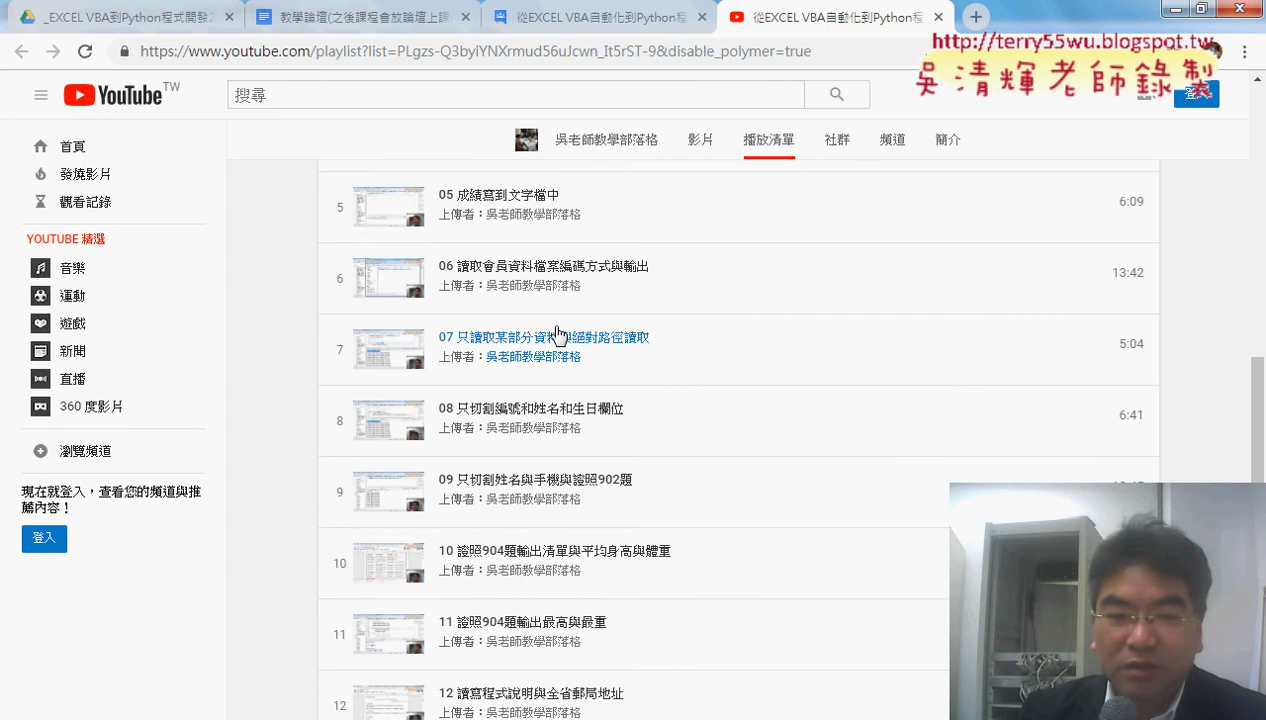 _EXCEL VBA到Python程式開發2
教學論壇(之後課程會放論壇上課
從EXCEL VBA自動化到Python程
從EXCEL VBA自動化到Python程
https://www.youtube.com/playlist?list=PLgzs-Q3byiYNXrmud56uJcwn_It5rST-9&disable_polymer=true
http://terry55wu.blogspot.tw
吳清輝老師錄製
YouTube TW
搜尋
登入
吳老師教學部落格
影片
播放清單
社群
頻道
簡介
首頁
發燒影片
觀看記錄
YOUTUBE 精選
音樂
運動
遊戲
新聞
直播
360 度影片
瀏覽頻道
現在就登入，查看您的頻道與推
薦內容！
登入
5
05 成績寫到文字檔中
上傳者：吳老師教學部落格
6:09
6
06 讀取會員資料檔案編碼方式與輸出
上傳者：吳老師教學部落格
13:42
7
07 只讀取某部分資料與絕對路徑讀取
上傳者：吳老師教學部落格
5:04
8
08 只切割編號和姓名和生日欄位
上傳者：吳老師教學部落格
6:41
9
09 只切割姓名與手機與證照902題
上傳者：吳老師教學部落格
10
10 證照904題輸出派單與平均身高與體重
上傳者：吳老師教學部落格
11
11 證照904題輸出最高與最重
上傳者：吳老師教學部落格
12
12 讀寫程式說明與全省郵局地址
上傳者：吳老師教學部落格